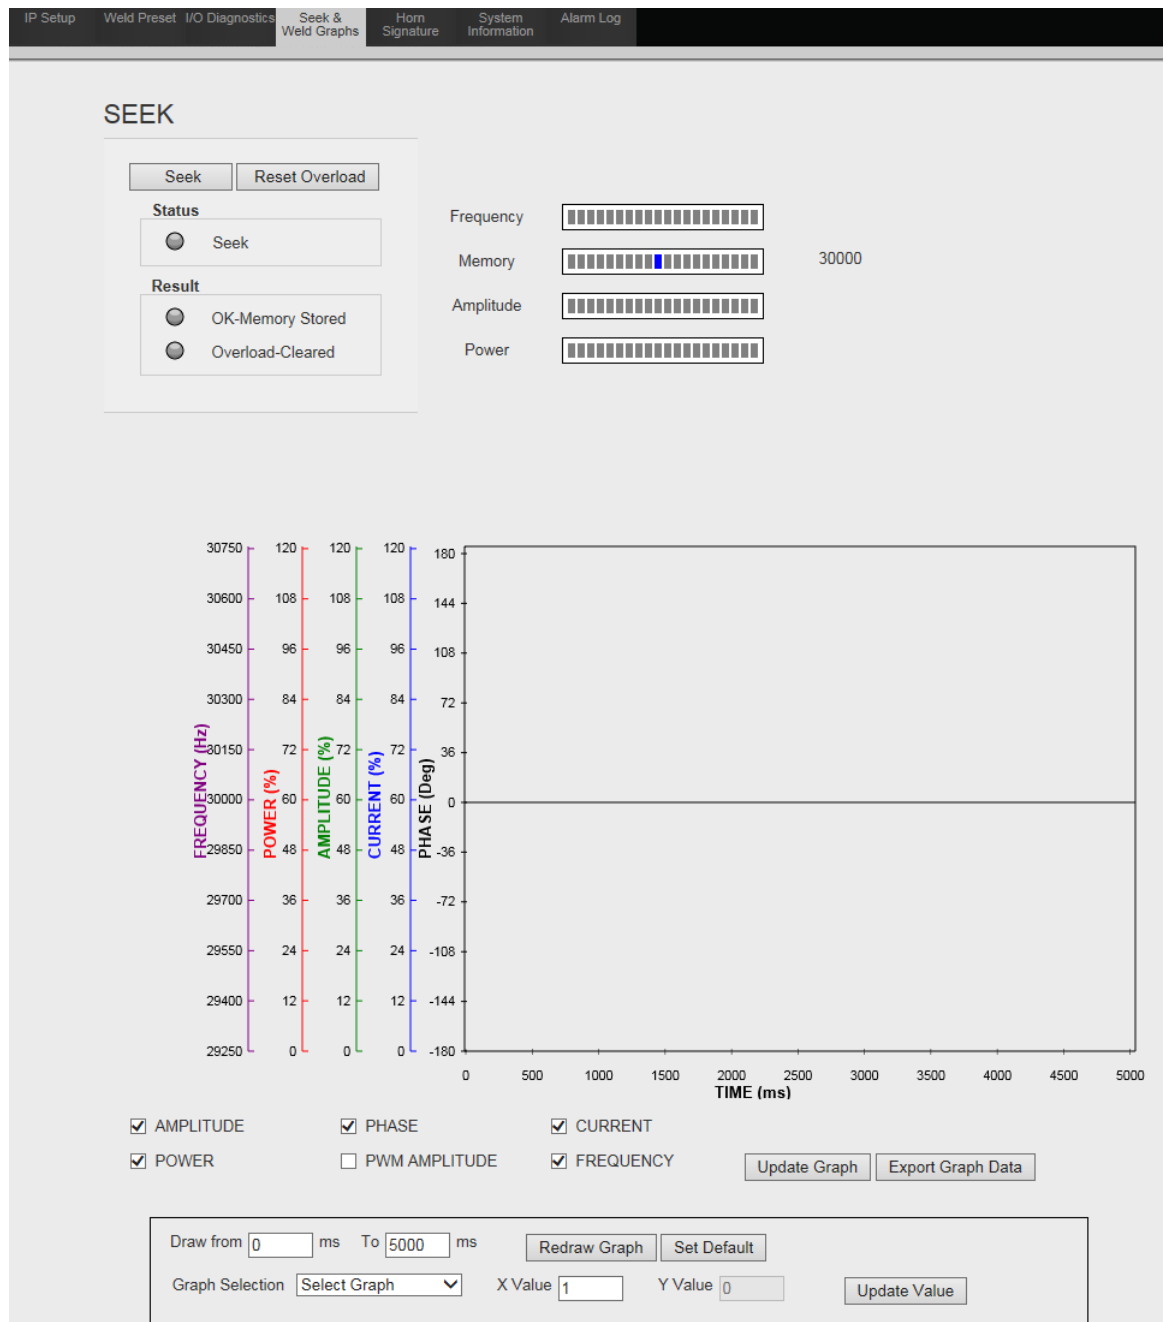 IP Setup Weld Preset I/O Diagnostics Seek & Horn System Alarm Log
Weld Graphs Signature Information
SEEK
Seek Reset Overload
Status
Seek
Result
OK-Memory Stored
Overload-Cleared
Frequency
Memory 30000
Amplitude
Power
30750 120 120 120 180
30600 108 108 108 144
30450 96 96 96 108
30300 84 84 84 72
30150 72 72 72 36
30000 60 60 60 0
29850 48 48 48 -36
29700 36 36 36 -72
29550 24 24 24 -108
29400 12 12 12 -144
29250 0 0 0 -180
FREQUENCY (Hz)
POWER (%)
AMPLITUDE (%)
CURRENT (%)
PHASE (Deg)
0 500 1000 1500 2000 2500 3000 3500 4000 4500 5000
TIME (ms)
AMPLITUDE PHASE CURRENT
POWER PWM AMPLITUDE FREQUENCY Update Graph Export Graph Data
Draw from 0 ms To 5000 ms Redraw Graph Set Default
Graph Selection Select Graph X Value 1 Y Value 0 Update Value